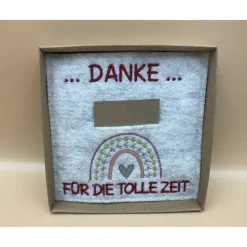 ... DANKE ...
FÜR DIE TOLLE ZEIT